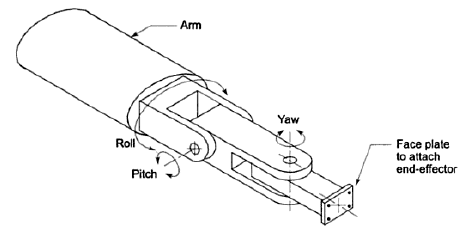 Arm
Yaw
Roll
Pitch
Face plate
to attach
end-effector